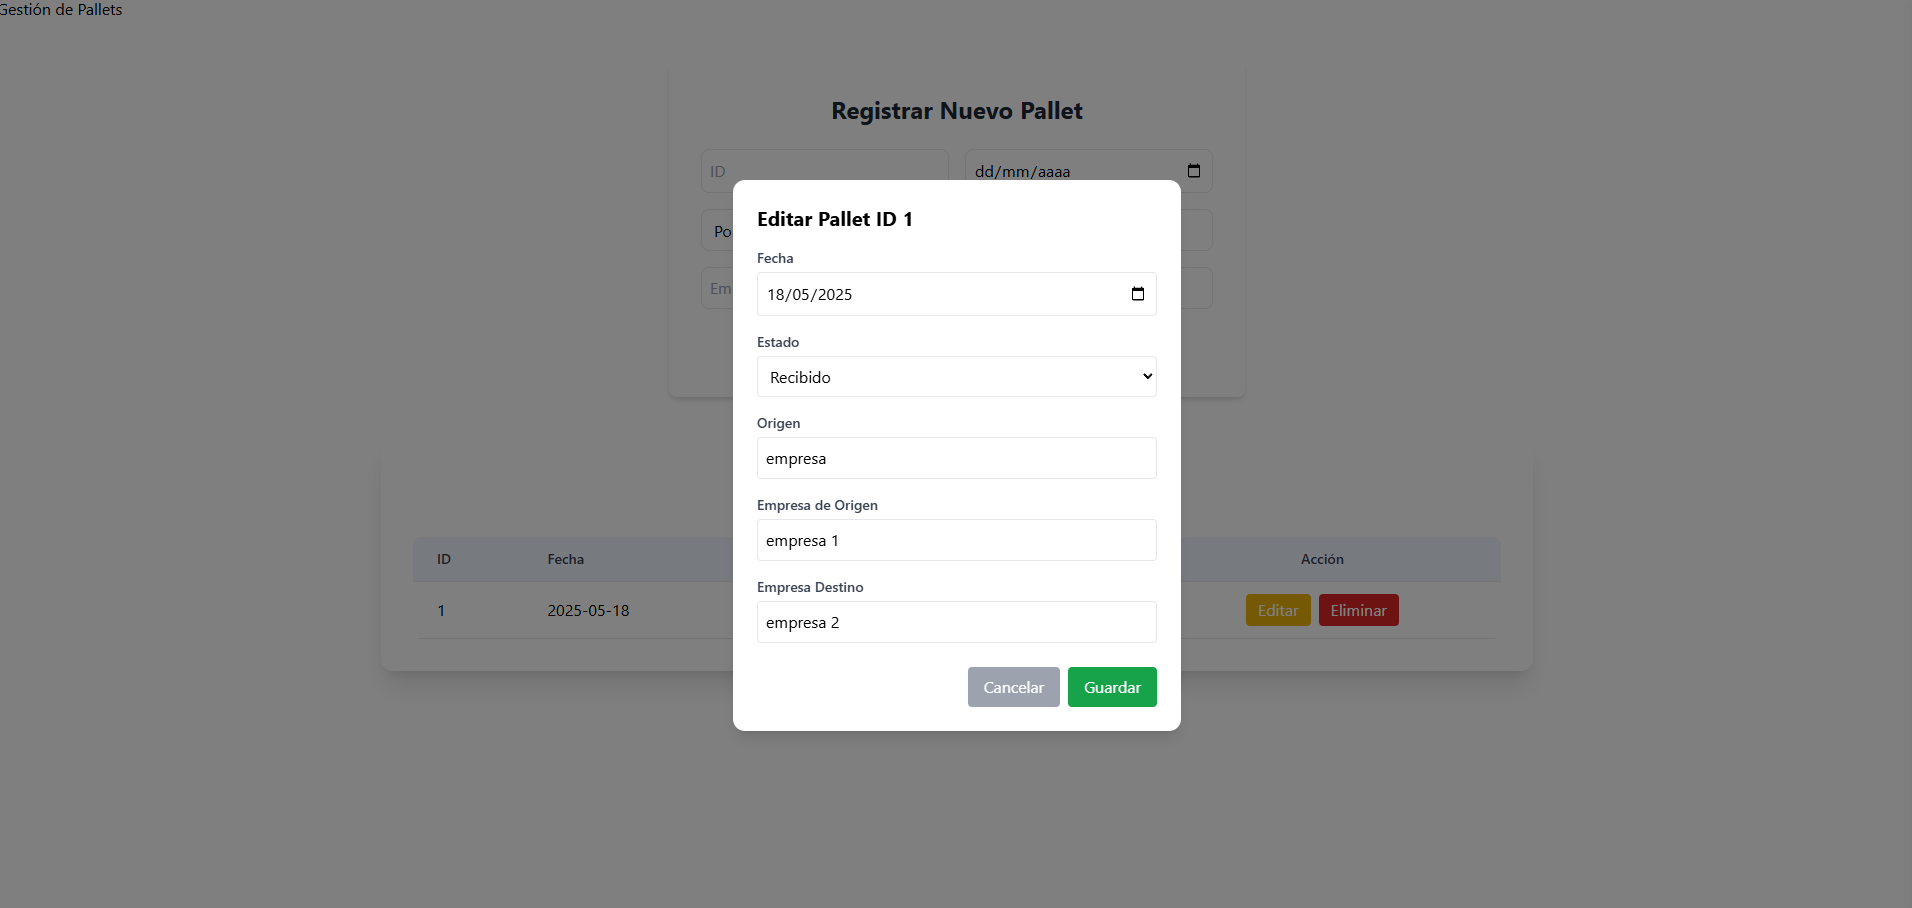 Gestión de Pallets
Registrar Nuevo Pallet
ID
dd/mm/aaaa
Po
Em
Editar Pallet ID 1
Fecha
18/05/2025
Estado
Recibido
Origen
empresa
Empresa de Origen
empresa 1
Empresa Destino
empresa 2
Cancelar Guardar
ID Fecha Acción
1 2025-05-18 Editar Eliminar